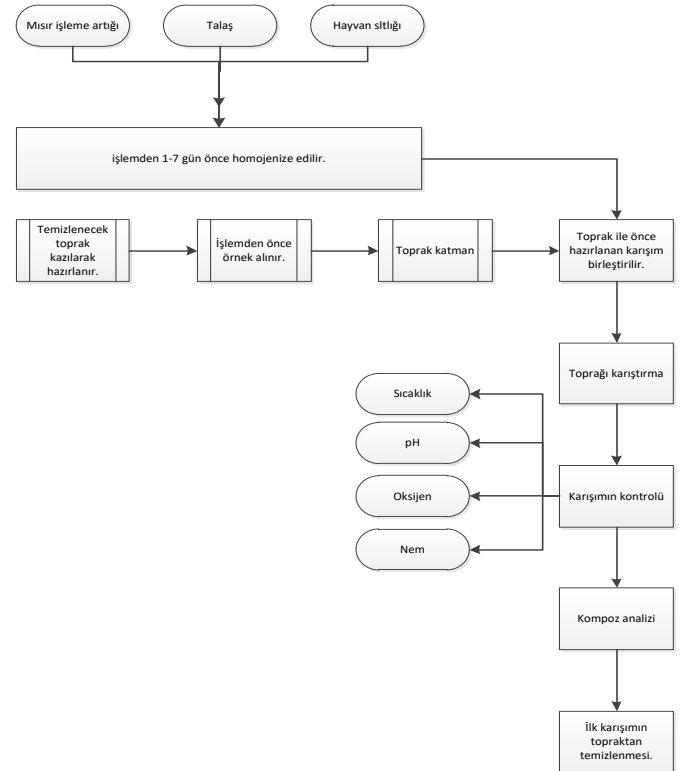 Mısır işleme artığı
Talaş
Hayvan sltlığı
işlemden 1-7 gün önce homojenize edilir.
Temizlenecek
toprak
kazılarak
hazırlanır.
İşlemden önce
örnek alınır.
Toprak katman
Toprak ile önce
hazırlanan karışım
birleştirilir.
Toprağı karıştırma
Sıcaklık
pH
Oksijen
Nem
Karışımın kontrolü
Kompoz analizi
İlk karışımın
topraktan
temizlenmesi.